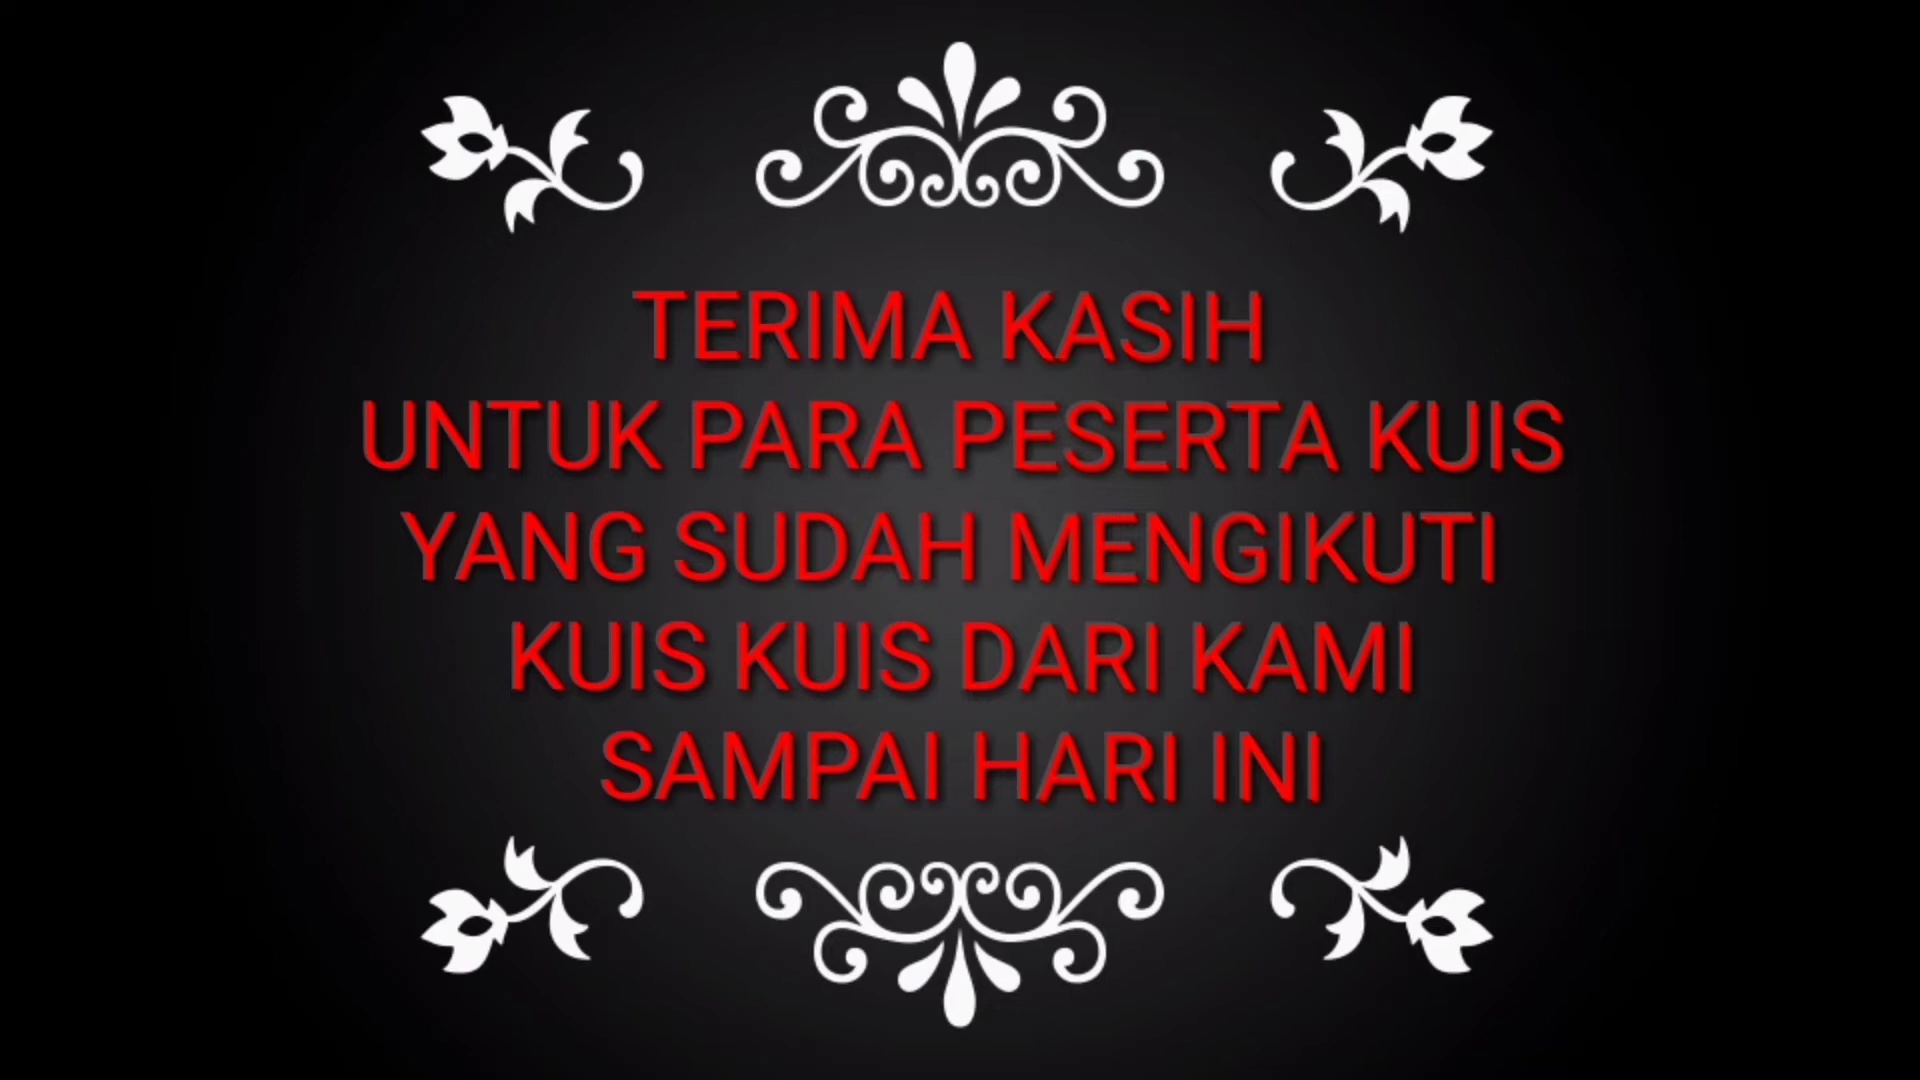 TERIMA KASIH
UNTUK PARA PESERTA KUIS
YANG SUDAH MENGIKUTI
KUIS KUIS DARI KAMI
SAMPAI HARI INI